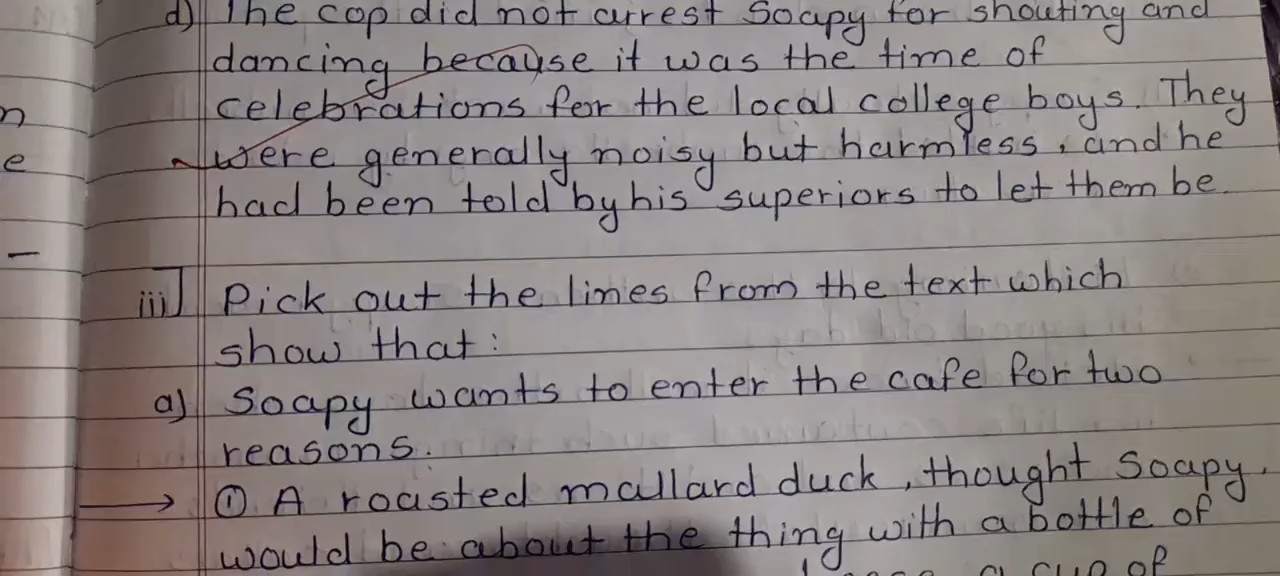 d) The cop did not arrest Soapy for shouting and
dancing because it was the time of
celebrations for the local college boys. They
were generally noisy but harmless, and he
had been told by his superiors to let them be.
iii] Pick out the lines from the text which
show that:
a) Soapy wants to enter the cafe for two
reasons.
→ ① A roasted mallard duck, thought Soapy.
would be about the thing with a bottle of
a cup of